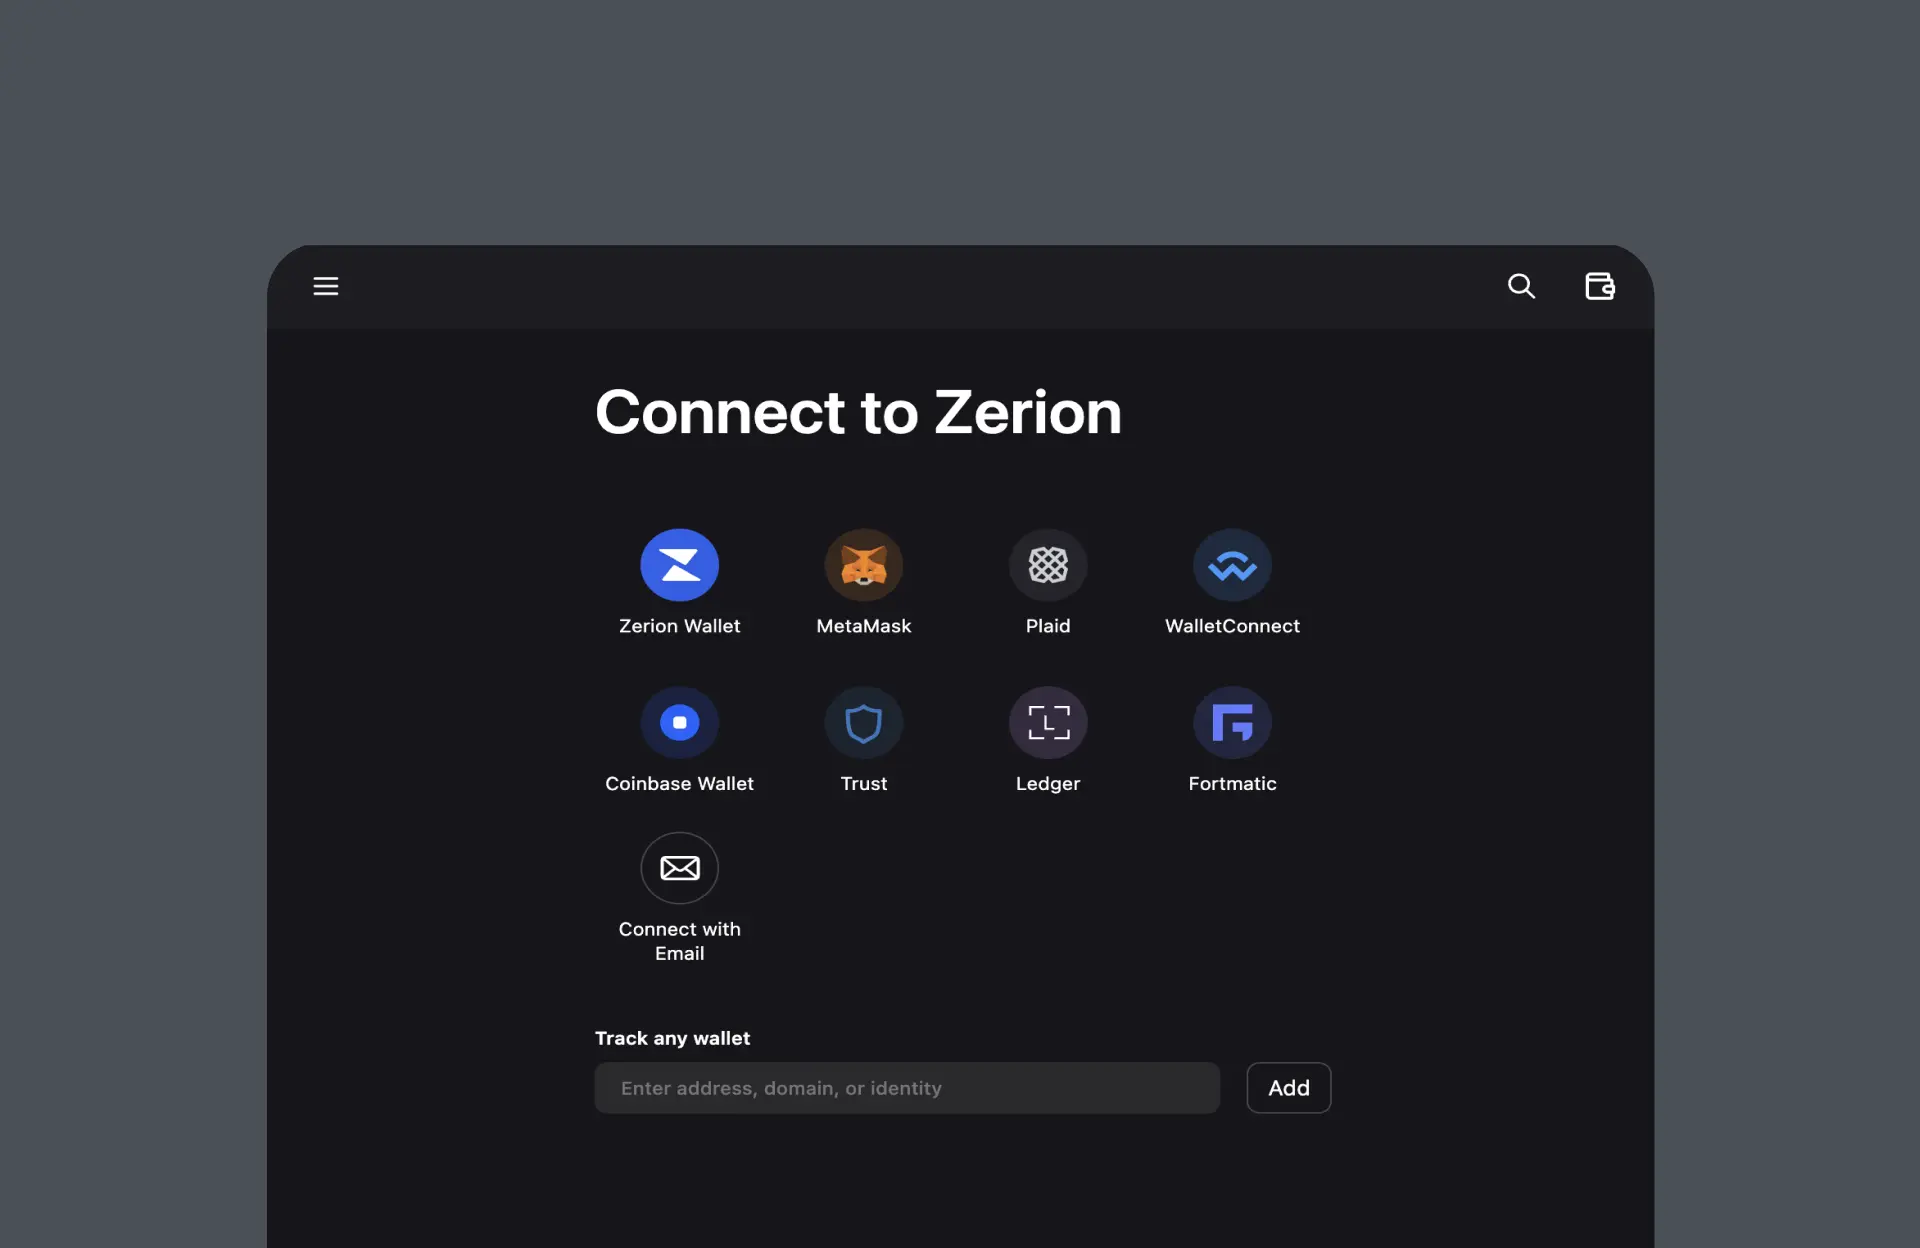 Connect to Zerion
Zerion Wallet
MetaMask
Plaid
WalletConnect
L
Coinbase Wallet
Trust
Ledger
Fortmatic
Connect with
Email
Track any wallet
Enter address, domain, or identity
Add